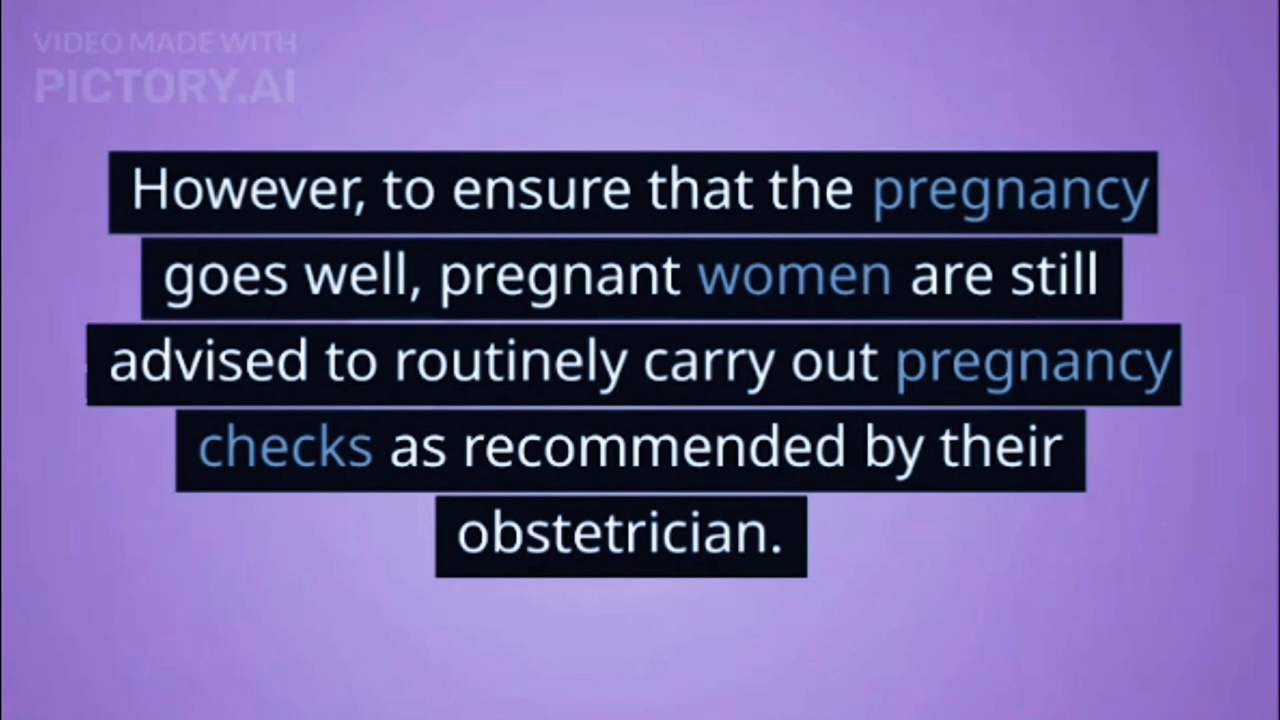 VIDEO MADE WITH
PICTORY.AI
However, to ensure that the pregnancy
goes well, pregnant women are still
advised to routinely carry out pregnancy
checks as recommended by their
obstetrician.